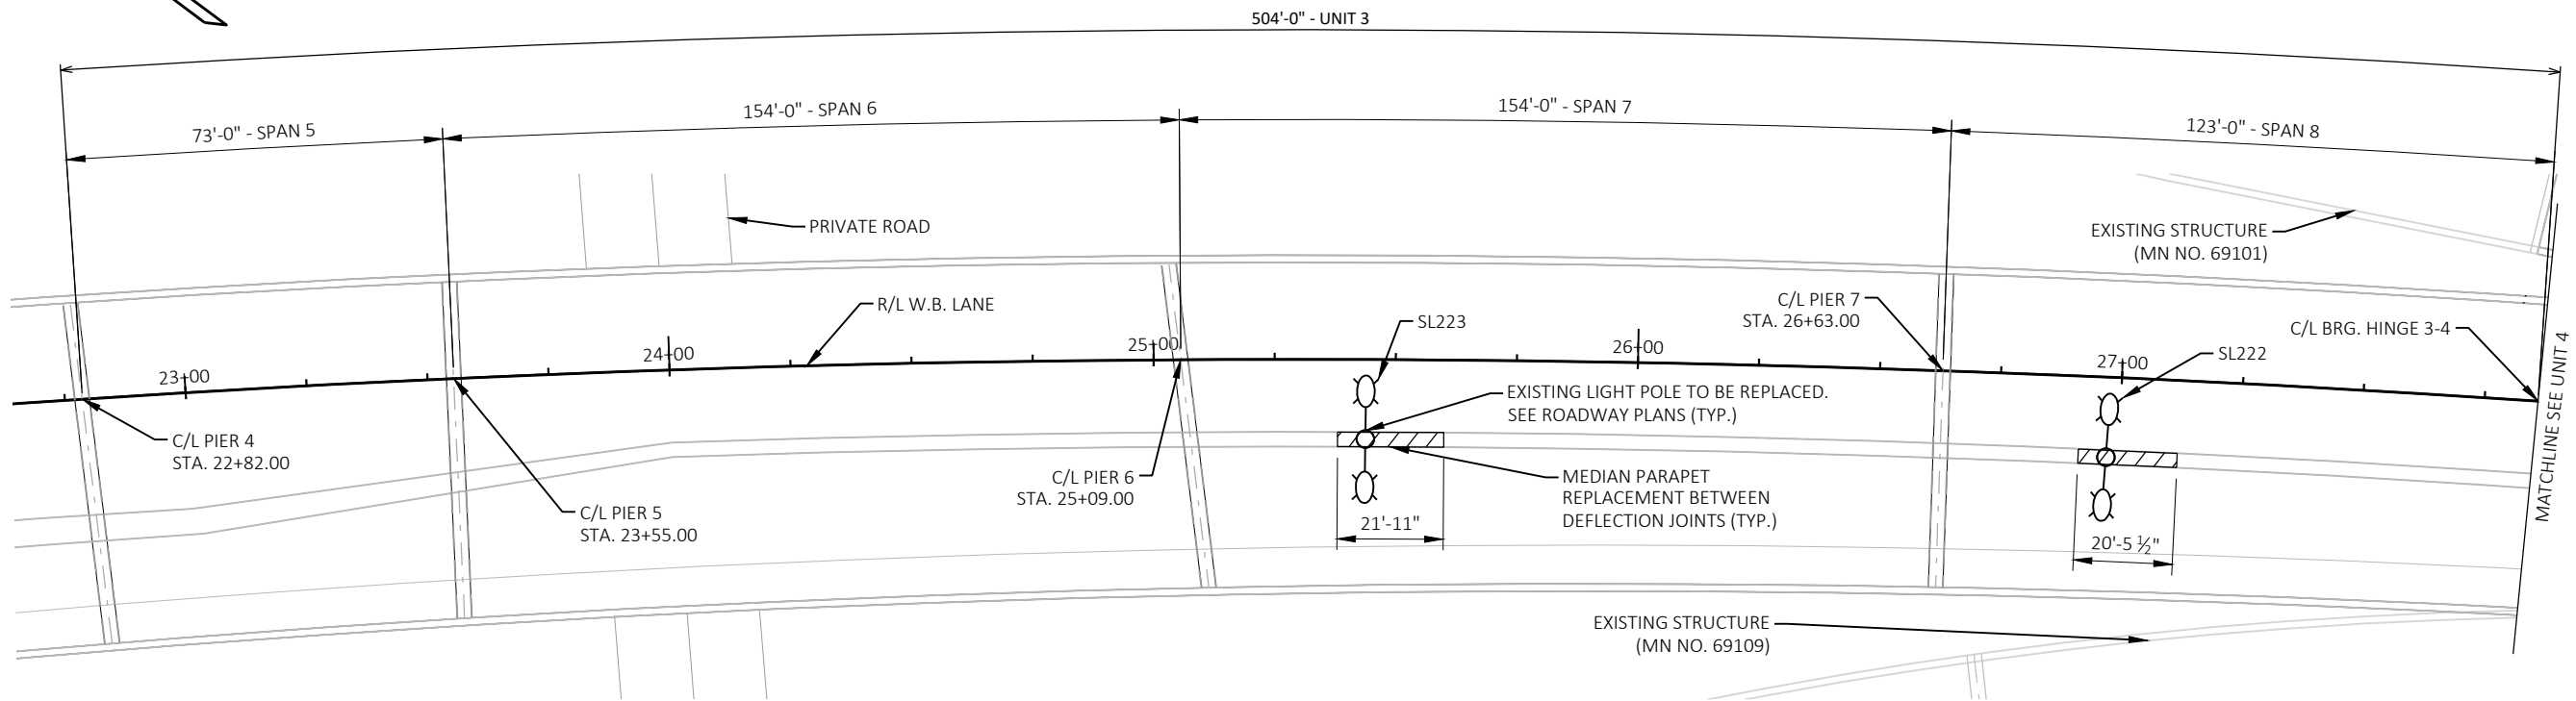 504'-0" - UNIT 3
73'-0" - SPAN 5
154'-0" - SPAN 6
154'-0" - SPAN 7
123'-0" - SPAN 8
PRIVATE ROAD
EXISTING STRUCTURE
(MN NO. 69101)
R/L W.B. LANE
SL223
C/L PIER 7
STA. 26+63.00
C/L BRG. HINGE 3-4
SL222
23+00
24+00
25+00
26+00
27+00
EXISTING LIGHT POLE TO BE REPLACED.
SEE ROADWAY PLANS (TYP.)
C/L PIER 4
STA. 22+82.00
C/L PIER 5
STA. 23+55.00
C/L PIER 6
STA. 25+09.00
MEDIAN PARAPET
REPLACEMENT BETWEEN
DEFLECTION JOINTS (TYP.)
21'-11"
20'-5 ½"
MATCHLINE SEE UNIT 4
EXISTING STRUCTURE
(MN NO. 69109)